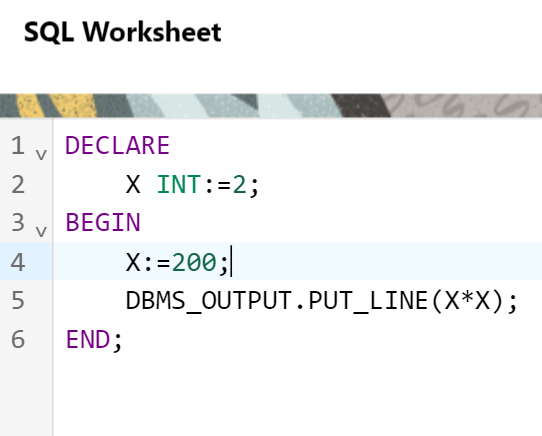 SQL Worksheet
1 v DECLARE
2 X INT:=2;
3 v BEGIN
4 X:=200;
5 DBMS_OUTPUT.PUT_LINE(X*X);
6 END;